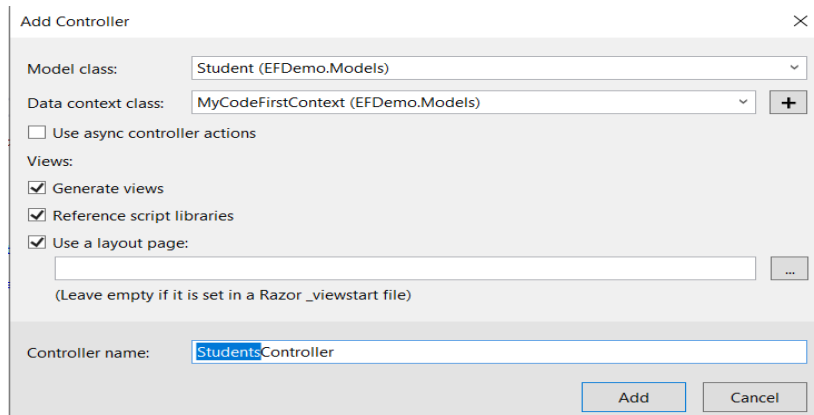 Add Controller
Model class: Student (EFDemo.Models)
Data context class: MyCodeFirstContext (EFDemo.Models) +
Use async controller actions
Views:
Generate views
Reference script libraries
Use a layout page:
...
(Leave empty if it is set in a Razor _viewstart file)
Controller name: StudentsController
Add Cancel